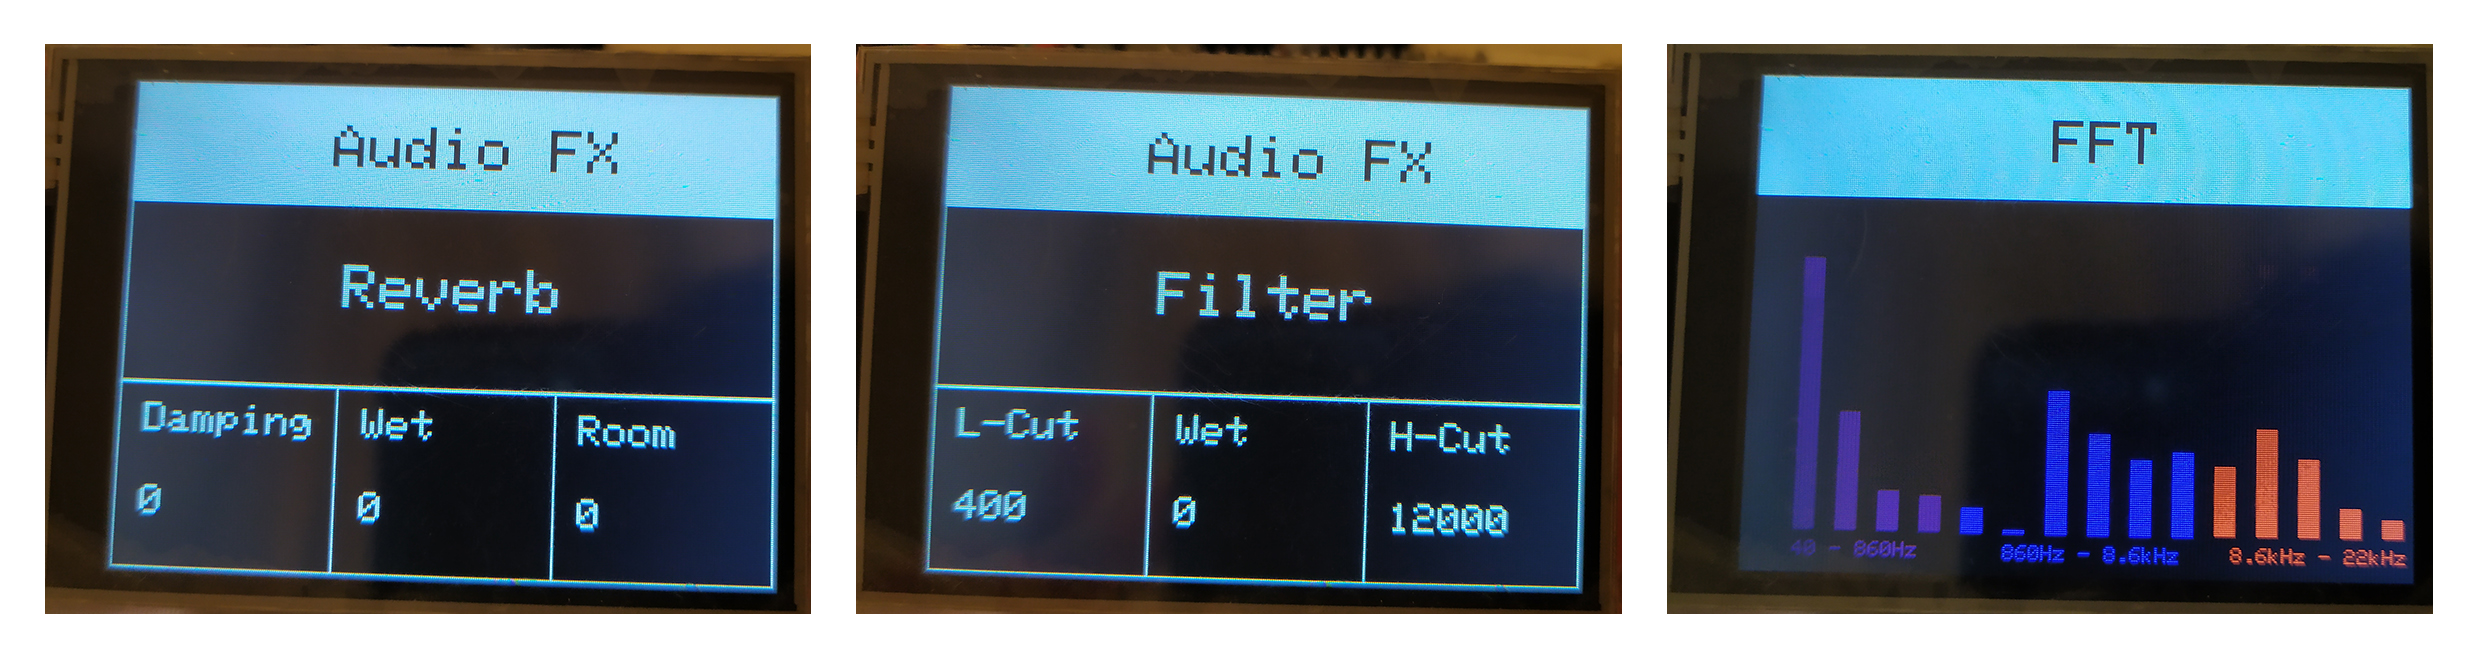 Audio FX
Reverb
Damping Wet Room
0 0 0
Audio FX
Filter
L-Cut Wet H-Cut
400 0 12000
FFT
40 - 860Hz 860Hz - 8.6kHz 8.6kHz - 22kHz